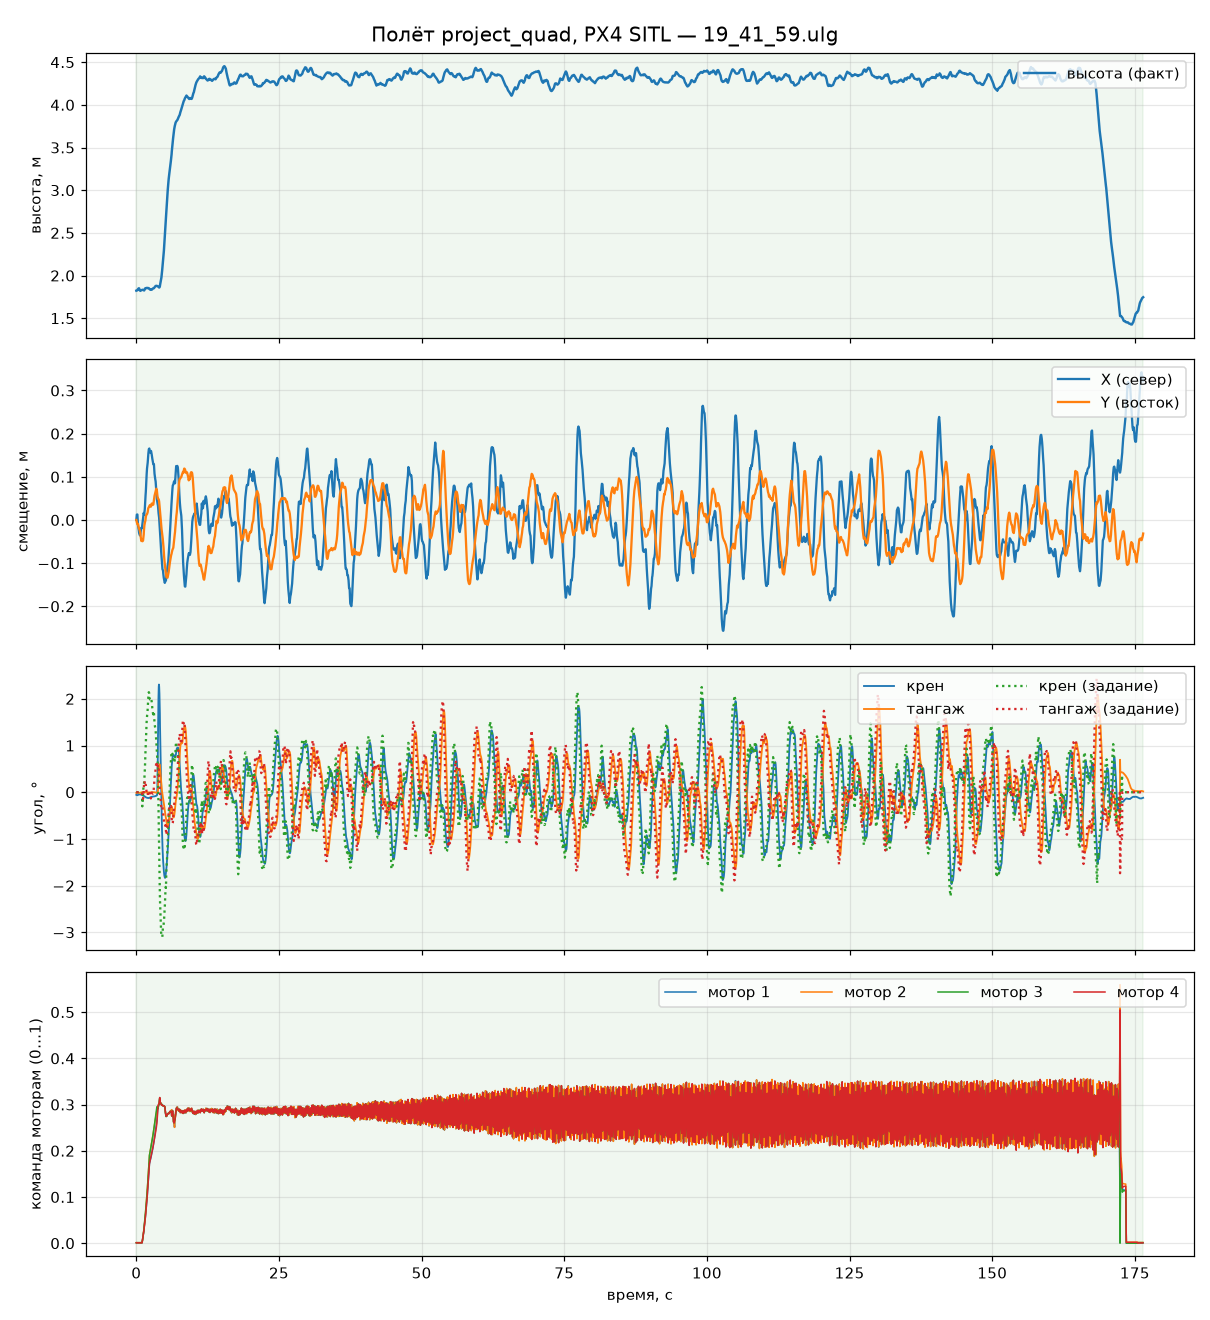 Полёт project_quad, PX4 SITL — 19_41_59.ulg
4.5
4.0
3.5
3.0
2.5
2.0
1.5
высота, м
высота (факт)
0.3
0.2
0.1
0.0
−0.1
−0.2
смещение, м
X (север)
Y (восток)
2
1
0
−1
−2
−3
угол, °
крен
тангаж
крен (задание)
тангаж (задание)
0.5
0.4
0.3
0.2
0.1
0.0
команда моторам (0...1)
мотор 1
мотор 2
мотор 3
мотор 4
0
25
50
75
100
125
150
175
время, с